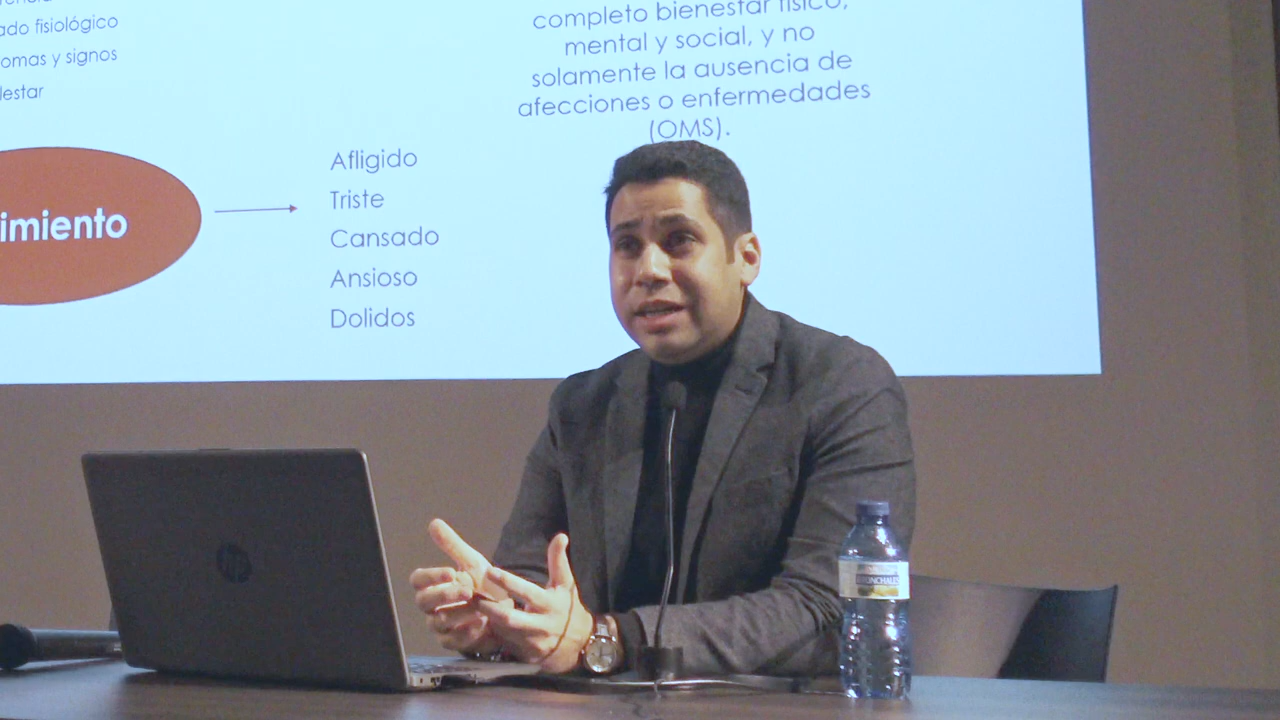 ado fisiológico
omas y signos
lestar
imiento
Afligido
Triste
Cansado
Ansioso
Dolidos
completo bienestar físico,
mental y social, y no
solamente la ausencia de
afecciones o enfermedades
(OMS).
hp